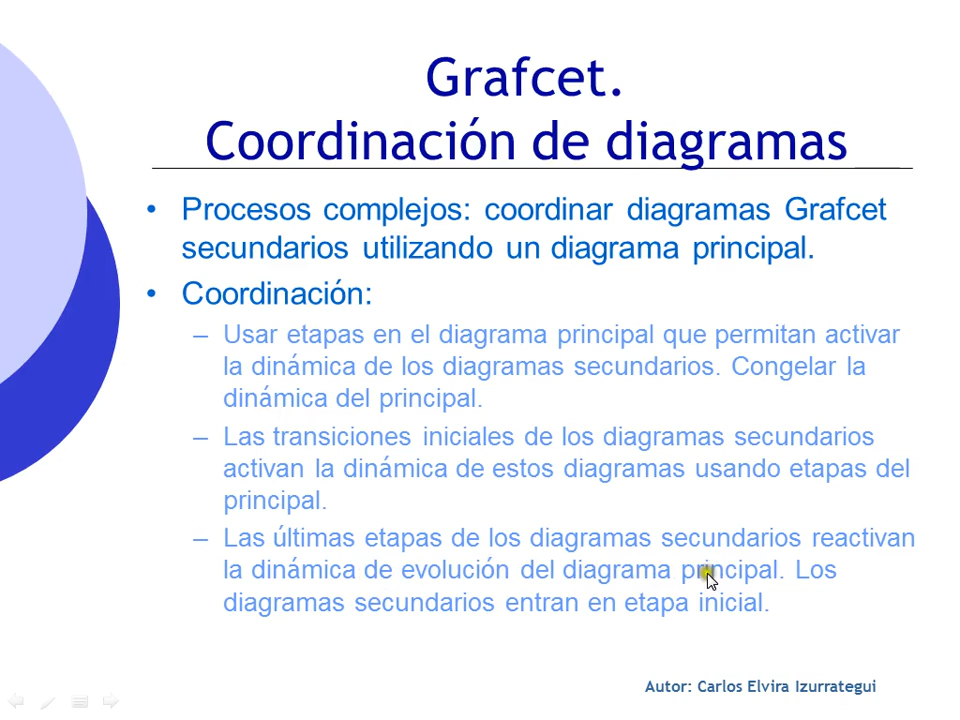 Grafcet.
Coordinación de diagramas
• Procesos complejos: coordinar diagramas Grafcet
secundarios utilizando un diagrama principal.
• Coordinación:
– Usar etapas en el diagrama principal que permitan activar
la dinámica de los diagramas secundarios. Congelar la
dinámica del principal.
– Las transiciones iniciales de los diagramas secundarios
activan la dinámica de estos diagramas usando etapas del
principal.
– Las últimas etapas de los diagramas secundarios reactivan
la dinámica de evolución del diagrama principal. Los
diagramas secundarios entran en etapa inicial.
Autor: Carlos Elvira Izurrategui